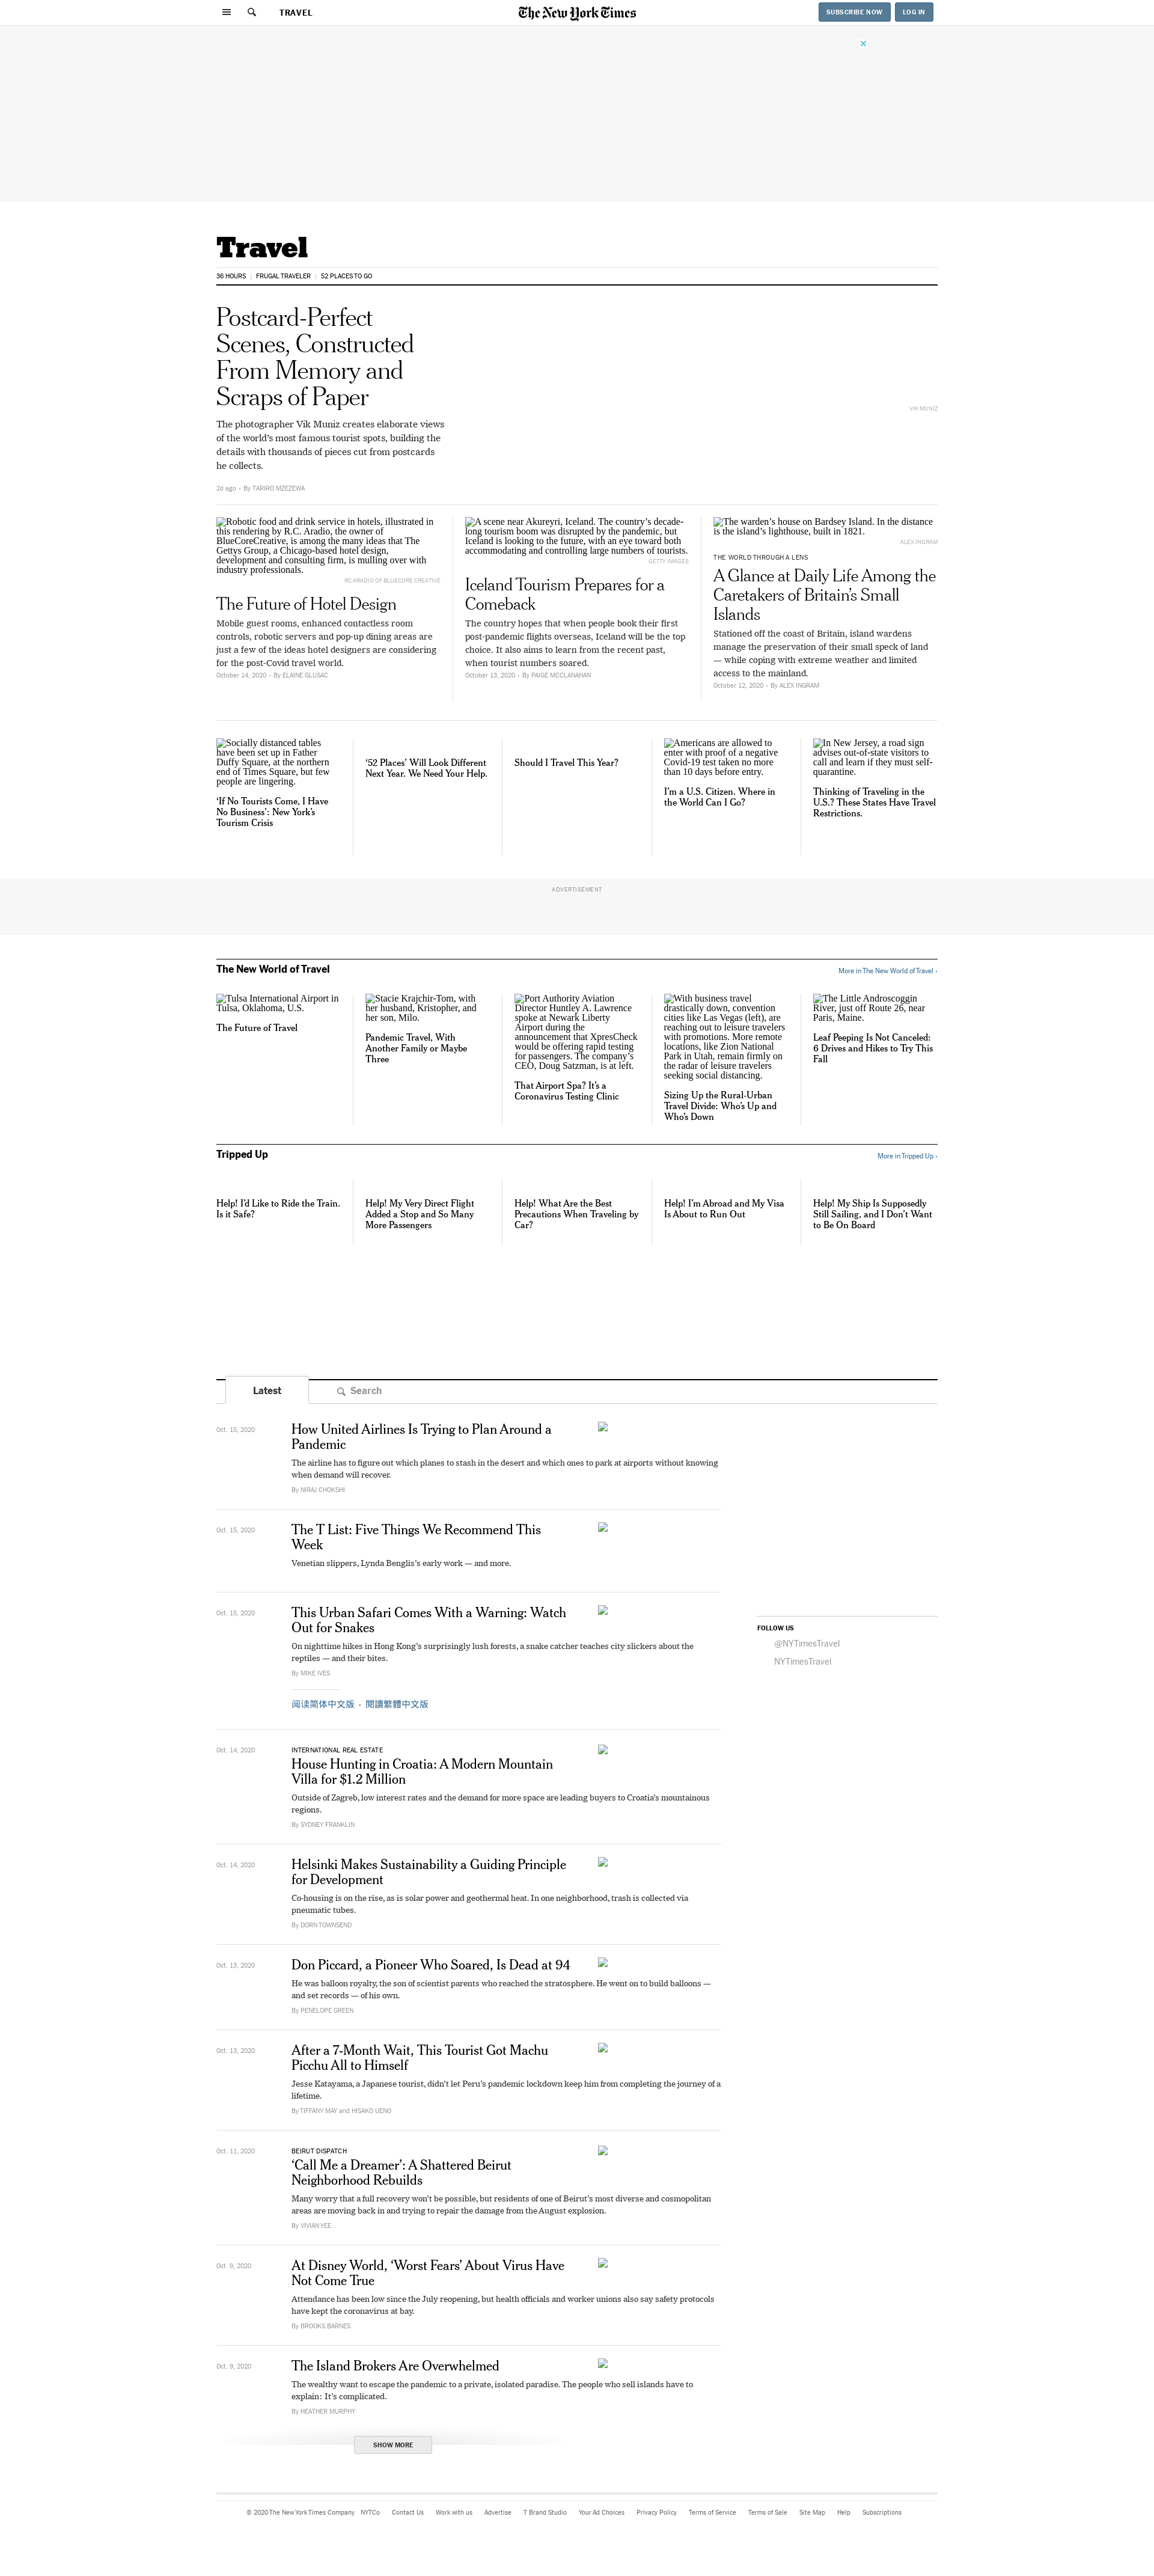 TRAVEL
The New York Times
SUBSCRIBE NOW
LOG IN
Travel
36 HOURS
FRUGAL TRAVELER
52 PLACES TO GO
Postcard-Perfect
Scenes, Constructed
From Memory and
Scraps of Paper
The photographer Vik Muniz creates elaborate views
of the world's most famous tourist spots, building the
details with thousands of pieces cut from postcards
he collects.
2d ago · By TARIRO MZEZEWA
VIK MUNIZ
Robotic food and drink service in hotels, illustrated in
this rendering by R.C. Aradio, the owner of
BlueCoreCreative, is among the many ideas that The
Gettys Group, a Chicago-based hotel design,
development and consulting firm, is mulling over with
industry professionals.
RC ARADIO OF BLUECORE CREATIVE
The Future of Hotel Design
Mobile guest rooms, enhanced contactless room
controls, robotic servers and pop-up dining areas are
just a few of the ideas hotel designers are considering
for the post-Covid travel world.
October 14, 2020 · By ELAINE GLUSAC
A scene near Akureyri, Iceland. The country's decade-
long tourism boom was disrupted by the pandemic, but
Iceland is looking to the future, with an eye toward both
accommodating and controlling large numbers of tourists.
GETTY IMAGES
Iceland Tourism Prepares for a
Comeback
The country hopes that when people book their first
post-pandemic flights overseas, Iceland will be the top
choice. It also aims to learn from the recent past,
when tourist numbers soared.
October 13, 2020 · By PAIGE MCCLANAHAN
The warden's house on Bardsey Island. In the distance
is the island's lighthouse, built in 1821.
ALEX INGRAM
THE WORLD THROUGH A LENS
A Glance at Daily Life Among the
Caretakers of Britain's Small
Islands
Stationed off the coast of Britain, island wardens
manage the preservation of their small speck of land
— while coping with extreme weather and limited
access to the mainland.
October 12, 2020 · By ALEX INGRAM
Socially distanced tables
have been set up in Father
Duffy Square, at the northern
end of Times Square, but few
people are lingering.
'If No Tourists Come, I Have
No Business': New York's
Tourism Crisis
'52 Places' Will Look Different
Next Year. We Need Your Help.
Should I Travel This Year?
Americans are allowed to
enter with proof of a negative
Covid-19 test taken no more
than 10 days before entry.
I'm a U.S. Citizen. Where in
the World Can I Go?
In New Jersey, a road sign
advises out-of-state visitors to
call and learn if they must self-
quarantine.
Thinking of Traveling in the
U.S.? These States Have Travel
Restrictions.
ADVERTISEMENT
The New World of Travel
More in The New World of Travel ›
Tulsa International Airport in
Tulsa, Oklahoma, U.S.
The Future of Travel
Stacie Krajchir-Tom, with
her husband, Kristopher, and
her son, Milo.
Pandemic Travel, With
Another Family or Maybe
Three
Port Authority Aviation
Director Huntley A. Lawrence
spoke at Newark Liberty
Airport during the
announcement that XpresCheck
would be offering rapid testing
for passengers. The company's
CEO, Doug Satzman, is at left.
That Airport Spa? It's a
Coronavirus Testing Clinic
With business travel
drastically down, convention
cities like Las Vegas (left), are
reaching out to leisure travelers
with promotions. More remote
locations, like Zion National
Park in Utah, remain firmly on
the radar of leisure travelers
seeking social distancing.
Sizing Up the Rural-Urban
Travel Divide: Who's Up and
Who's Down
The Little Androscoggin
River, just off Route 26, near
Paris, Maine.
Leaf Peeping Is Not Canceled:
6 Drives and Hikes to Try This
Fall
Tripped Up
More in Tripped Up ›
Help! I'd Like to Ride the Train.
Is it Safe?
Help! My Very Direct Flight
Added a Stop and So Many
More Passengers
Help! What Are the Best
Precautions When Traveling by
Car?
Help! I'm Abroad and My Visa
Is About to Run Out
Help! My Ship Is Supposedly
Still Sailing, and I Don't Want
to Be On Board
Latest
Search
Oct. 15, 2020
How United Airlines Is Trying to Plan Around a
Pandemic
The airline has to figure out which planes to stash in the desert and which ones to park at airports without knowing
when demand will recover.
By NIRAJ CHOKSHI
Oct. 15, 2020
The T List: Five Things We Recommend This
Week
Venetian slippers, Lynda Benglis's early work — and more.
Oct. 15, 2020
This Urban Safari Comes With a Warning: Watch
Out for Snakes
On nighttime hikes in Hong Kong's surprisingly lush forests, a snake catcher teaches city slickers about the
reptiles — and their bites.
By MIKE IVES
阅读简体中文版 · 閱讀繁體中文版
FOLLOW US
@NYTimesTravel
NYTimesTravel
Oct. 14, 2020
INTERNATIONAL REAL ESTATE
House Hunting in Croatia: A Modern Mountain
Villa for $1.2 Million
Outside of Zagreb, low interest rates and the demand for more space are leading buyers to Croatia's mountainous
regions.
By SYDNEY FRANKLIN
Oct. 14, 2020
Helsinki Makes Sustainability a Guiding Principle
for Development
Co-housing is on the rise, as is solar power and geothermal heat. In one neighborhood, trash is collected via
pneumatic tubes.
By DORN TOWNSEND
Oct. 13, 2020
Don Piccard, a Pioneer Who Soared, Is Dead at 94
He was balloon royalty, the son of scientist parents who reached the stratosphere. He went on to build balloons —
and set records — of his own.
By PENELOPE GREEN
Oct. 13, 2020
After a 7-Month Wait, This Tourist Got Machu
Picchu All to Himself
Jesse Katayama, a Japanese tourist, didn't let Peru's pandemic lockdown keep him from completing the journey of a
lifetime.
By TIFFANY MAY and HISAKO UENO
Oct. 11, 2020
BEIRUT DISPATCH
'Call Me a Dreamer': A Shattered Beirut
Neighborhood Rebuilds
Many worry that a full recovery won't be possible, but residents of one of Beirut's most diverse and cosmopolitan
areas are moving back in and trying to repair the damage from the August explosion.
By VIVIAN YEE
Oct. 9, 2020
At Disney World, 'Worst Fears' About Virus Have
Not Come True
Attendance has been low since the July reopening, but health officials and worker unions also say safety protocols
have kept the coronavirus at bay.
By BROOKS BARNES
Oct. 9, 2020
The Island Brokers Are Overwhelmed
The wealthy want to escape the pandemic to a private, isolated paradise. The people who sell islands have to
explain: It's complicated.
By HEATHER MURPHY
SHOW MORE
© 2020 The New York Times Company NYTCo Contact Us Work with us Advertise T Brand Studio Your Ad Choices Privacy Policy Terms of Service Terms of Sale Site Map Help Subscriptions